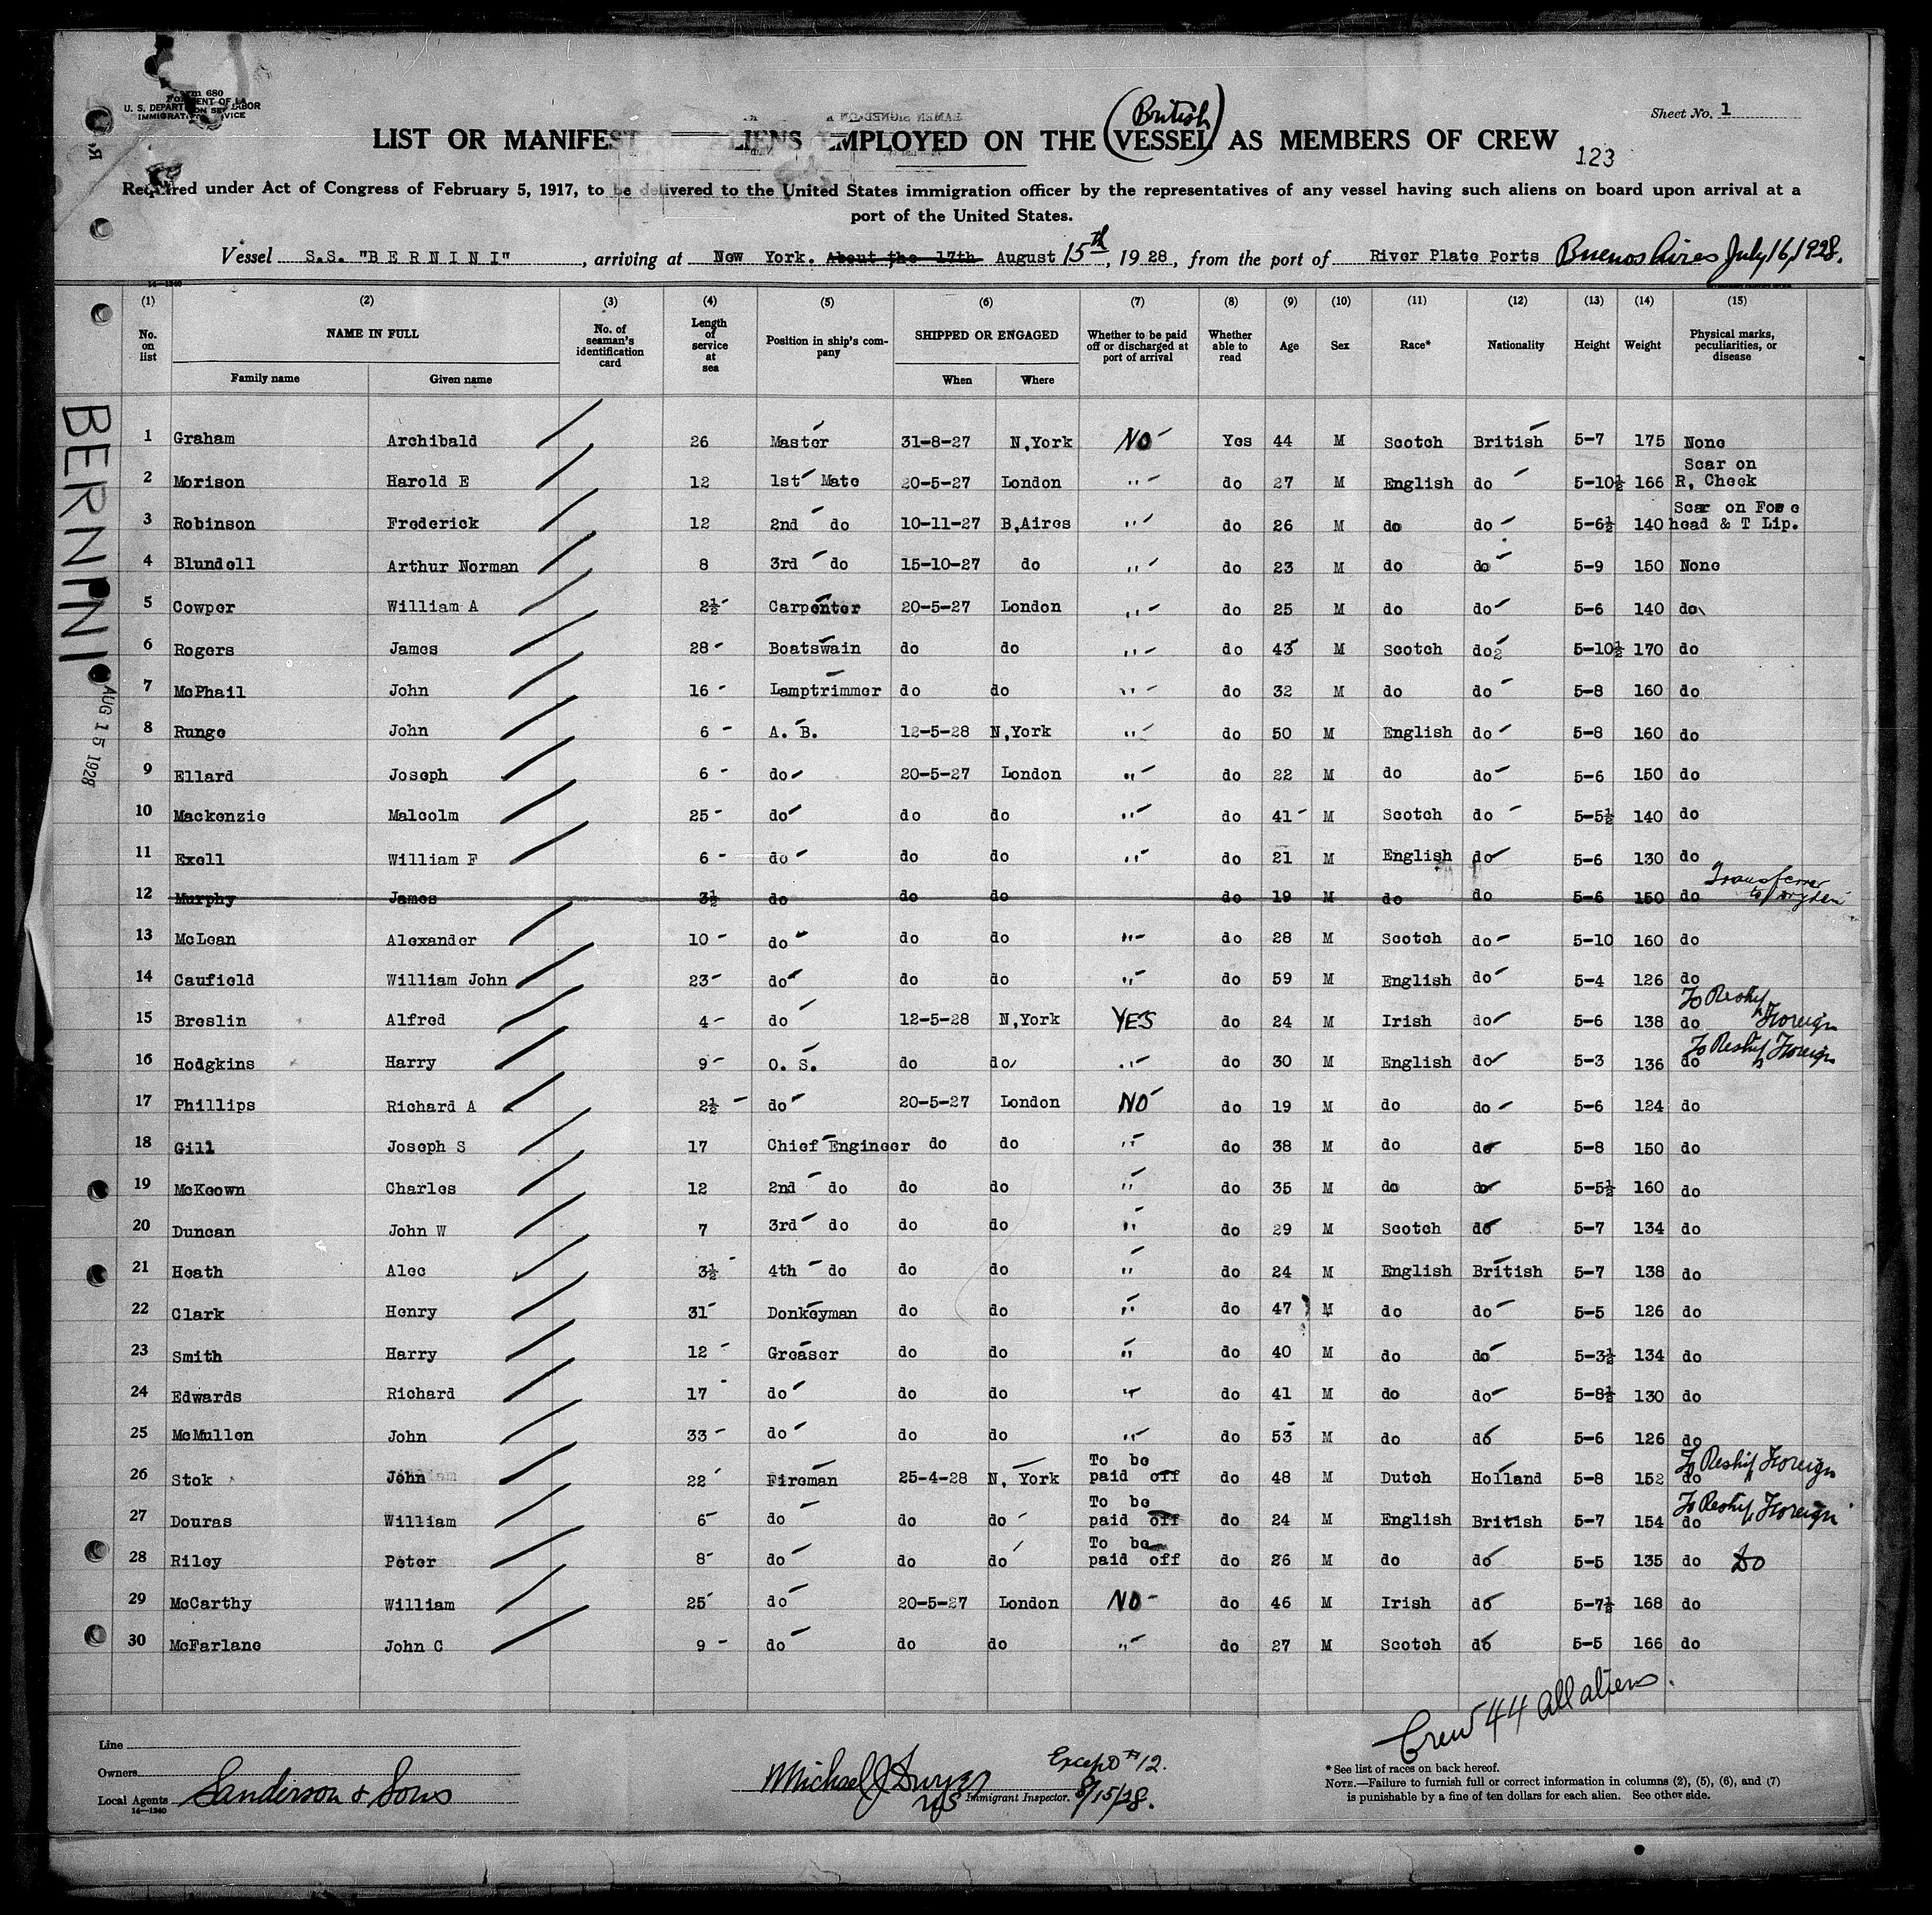 Form 680
U. S. DEPARTMENT OF LABOR
IMMIGRATION SERVICE
Sheet No. 1
LIST OR MANIFEST OF ALIENS EMPLOYED ON THE (British VESSEL) AS MEMBERS OF CREW
123
Required under Act of Congress of February 5, 1917, to be delivered to the United States immigration officer by the representatives of any vessel having such aliens on board upon arrival at a
port of the United States.
Vessel S.S. "BERNINI", arriving at New York. About the 17th August 15th, 1928, from the port of River Plate Ports Buenos Aires July 16, 1928.
(1) (2) (3) (4) (5) (6) (7) (8) (9) (10) (11) (12) (13) (14) (15)
No. on list NAME IN FULL Family name Given name No. of seaman's identification card Length of service at sea Position in ship's company SHIPPED OR ENGAGED When Where Whether to be paid off or discharged at port of arrival Whether able to read Age Sex Race* Nationality Height Weight Physical marks, peculiarities, or disease
BERNINI
AUG 15 1928
1 Graham Archibald 26 Master 31-8-27 N,York NO Yes 44 M Scotch British 5-7 175 None
2 Morison Harold E 12 1st Mate 20-5-27 London " do 27 M English do 5-10½ 166 Scar on R, Cheek
3 Robinson Frederick 12 2nd do 10-11-27 B,Aires " do 26 M do do 5-6½ 140 Scar on Fore head & T Lip.
4 Blundell Arthur Norman 8 3rd do 15-10-27 do " do 23 M do do 5-9 150 None
5 Cowper William A 2½ Carpenter 20-5-27 London " do 25 M do do 5-6 140 do
6 Rogers James 28 Boatswain do do " do 43 M Scotch do 5-10½ 170 do
7 McPhail John 16 Lamptrimmer do do " do 32 M do do 5-8 160 do
8 Runge John 6 A. B. 12-5-28 N,York " do 50 M English do 5-8 160 do
9 Ellard Joseph 6 do 20-5-27 London " do 22 M do do 5-6 150 do
10 Mackenzie Malcolm 25 do do do " do 41 M Scotch do 5-5½ 140 do
11 Exell William F 6 do do do " do 21 M English do 5-6 130 do
12 Murphy James 3½ do do do do 19 M do do 5-6 150 do Transferred to
13 McLean Alexander 10 do do do " do 28 M Scotch do 5-10 160 do
14 Caufield William John 23 do do do " do 59 M English do 5-4 126 do
15 Breslin Alfred 4 do 12-5-28 N,York YES do 24 M Irish do 5-6 138 do To Reship Foreign
16 Hodgkins Harry 9 O. S. do do " do 30 M English do 5-3 136 do To Reship Foreign
17 Phillips Richard A 2½ do 20-5-27 London NO do 19 M do do 5-6 124 do
18 Gill Joseph S 17 Chief Engineer do do " do 38 M do do 5-8 150 do
19 McKeown Charles 12 2nd do do do " do 35 M do do 5-5½ 160 do
20 Duncan John W 7 3rd do do do " do 29 M Scotch do 5-7 134 do
21 Heath Alec 3½ 4th do do do " do 24 M English British 5-7 138 do
22 Clark Henry 31 Donkeyman do do " do 47 M do do 5-5 126 do
23 Smith Harry 12 Greaser do do " do 40 M do do 5-3½ 134 do
24 Edwards Richard 17 do do do " do 41 M do do 5-8½ 130 do
25 McMullen John 33 do do do " do 53 M do do 5-6 126 do
26 Stok John 22 Fireman 25-4-28 N, York To be paid off do 48 M Dutch Holland 5-8 152 do To Reship Foreign
27 Douras William 6 do do do To be paid off do 24 M English British 5-7 154 do To Reship Foreign
28 Riley Peter 8 do do do To be paid off do 26 M do do 5-5 135 do Do
29 McCarthy William 25 do 20-5-27 London NO do 46 M Irish do 5-7½ 168 do
30 McFarlane John C 9 do do do " do 27 M Scotch do 5-5 166 do
Crew 44 all aliens.
Line
Owners
Local Agents Sanderson & Sons
14-1240
Michael J Dwyer
Except #12.
Immigrant Inspector. 8/15/28.
* See list of races on back hereof.
NOTE.—Failure to furnish full or correct information in columns (2), (5), (6), and (7)
is punishable by a fine of ten dollars for each alien. See other side.